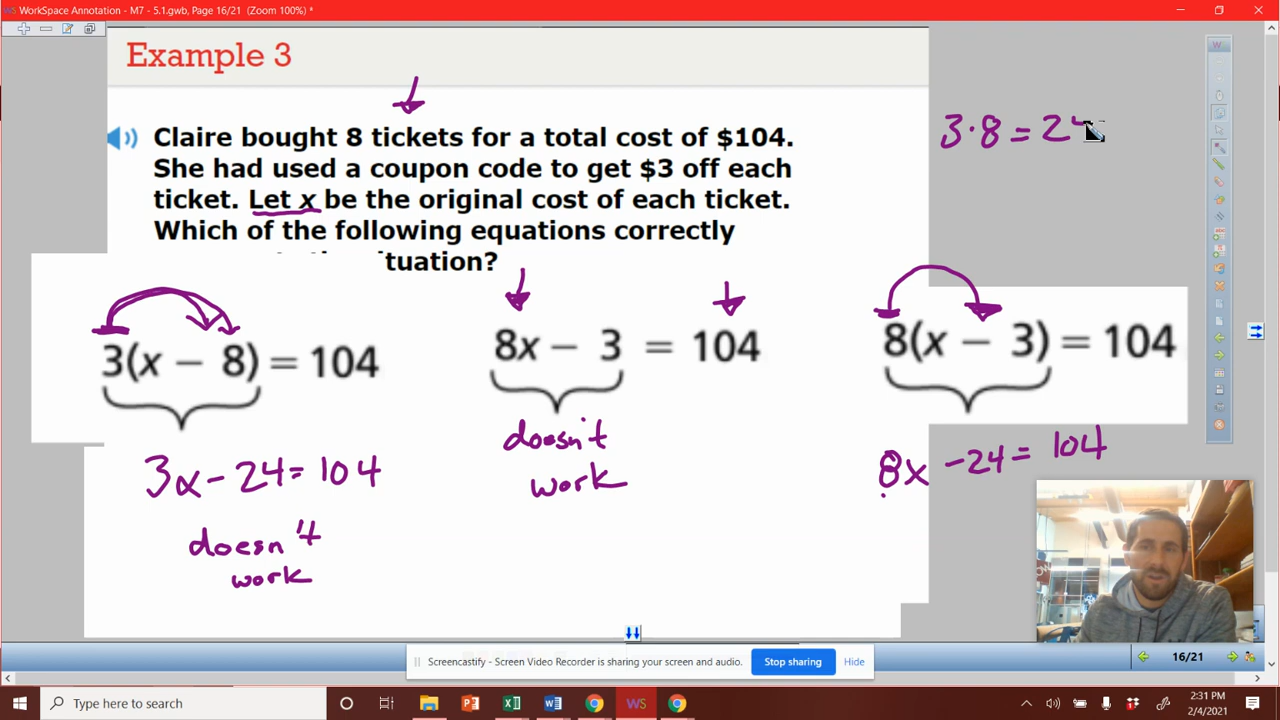 WorkSpace Annotation - M7 - 5.1.gwb, Page 16/21 (Zoom 100%) *
Example 3
Claire bought 8 tickets for a total cost of $104.
She had used a coupon code to get $3 off each
ticket. Let x be the original cost of each ticket.
Which of the following equations correctly
tuation?
3·8=24
3(x − 8) = 104
8x − 3 = 104
8(x − 3) = 104
3x-24=104
doesn't
work
doesn't
work
8x -24= 104
Screencastify - Screen Video Recorder is sharing your screen and audio.
Stop sharing
Hide
16/21
Type here to search
2:31 PM
2/4/2021